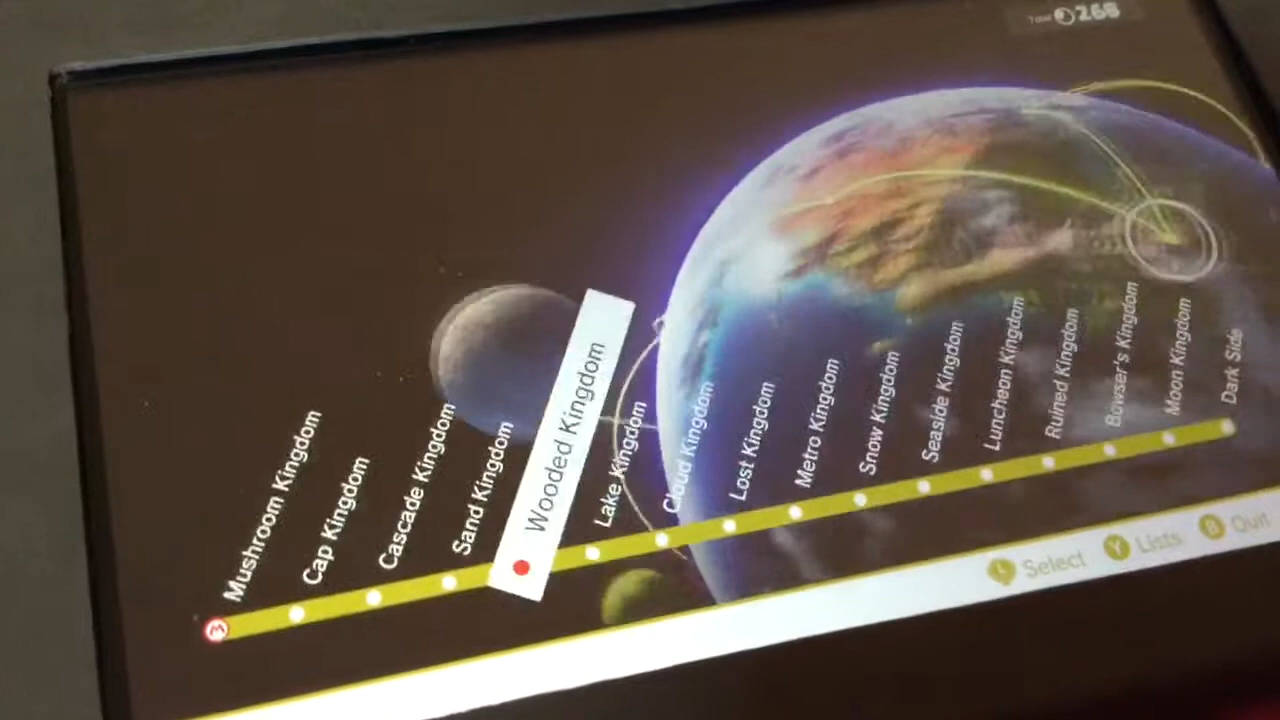 Total 268
Mushroom Kingdom
Cap Kingdom
Cascade Kingdom
Sand Kingdom
Wooded Kingdom
Lake Kingdom
Cloud Kingdom
Lost Kingdom
Metro Kingdom
Snow Kingdom
Seaside Kingdom
Luncheon Kingdom
Ruined Kingdom
Bowser's Kingdom
Moon Kingdom
Dark Side
L Select Y Lists B Quit